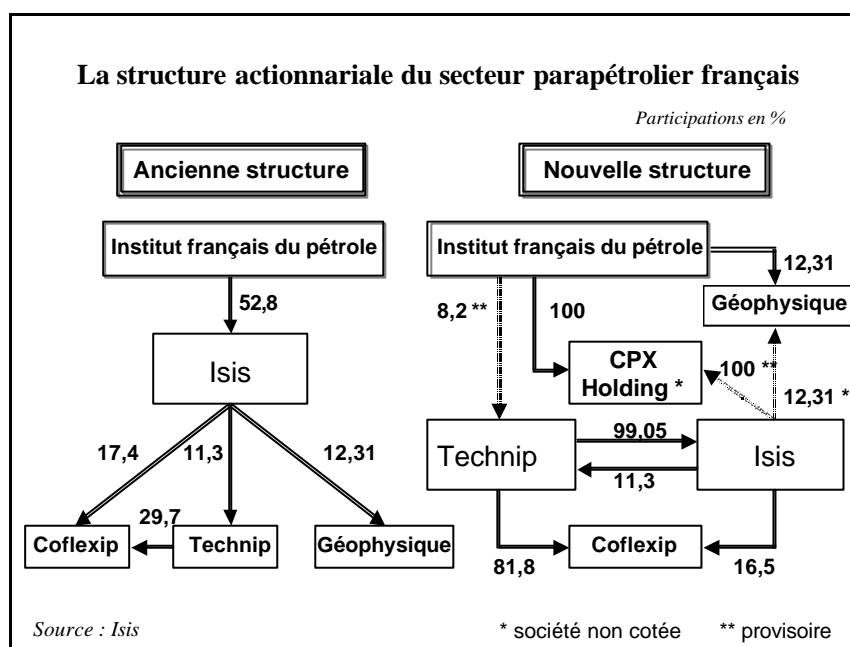 La structure actionnariale du secteur parapétrolier français
Participations en %
Ancienne structure
Nouvelle structure
Institut français du pétrole
52,8
Isis
17,4
11,3
12,31
29,7
Coflexip
Technip
Géophysique
Institut français du pétrole
12,31
8,2 **
100
Géophysique
CPX
Holding *
100 **
12,31 *
99,05
Technip
Isis
11,3
Coflexip
81,8
16,5
Source : Isis
* société non cotée
** provisoire